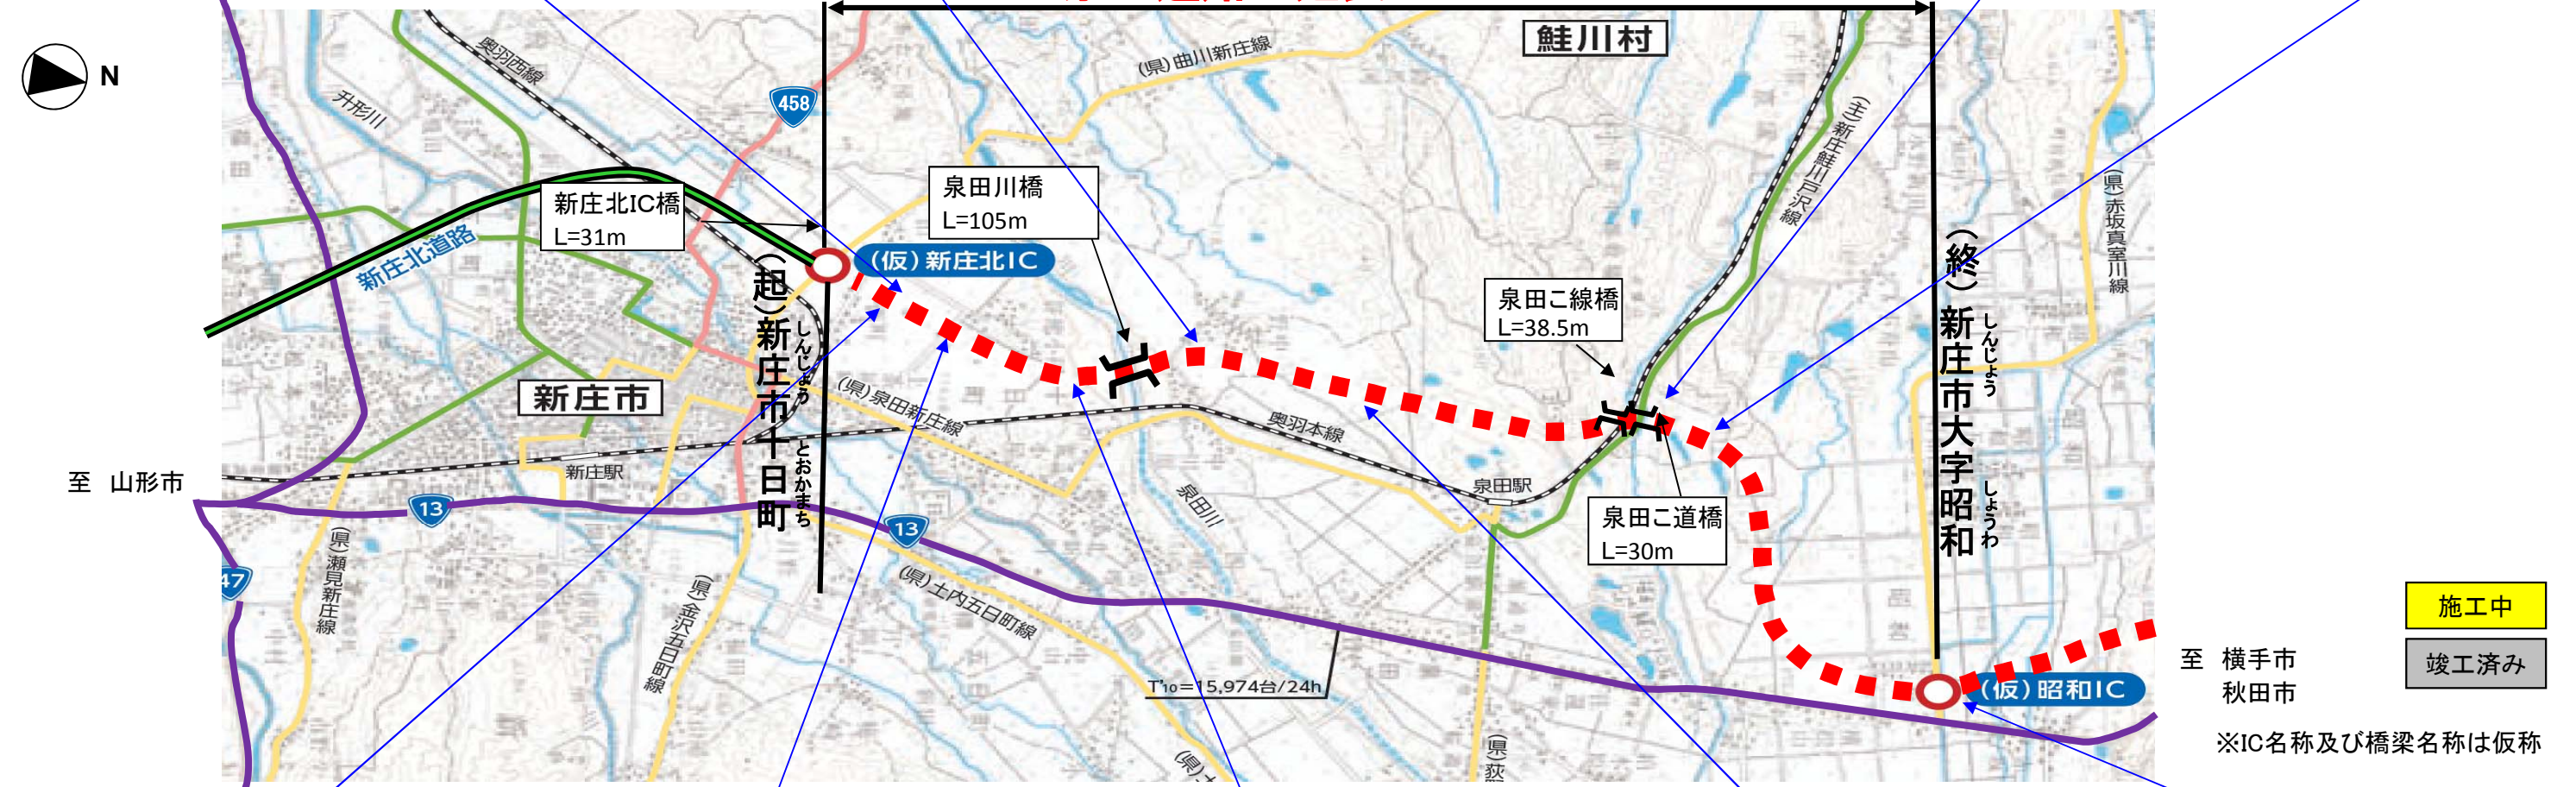 N
鮭川村
(県)曲川新庄線
奥羽西線
升形川
458
(主)新庄鮭川戸沢線
(県)赤坂真室川線
新庄北IC橋
L=31m
泉田川橋
L=105m
新庄北道路
(仮)新庄北IC
泉田こ線橋
L=38.5m
(起)新庄市十日町
しんじょう
とおかまち
(終)新庄市大字昭和
しんじょう
しょうわ
新庄市
(県)泉田新庄線
奥羽本線
新庄駅
泉田駅
泉田川
至 山形市
13
13
泉田こ道橋
L=30m
47
(県)瀬見新庄線
(県)金沢五日町線
(県)土内五日町線
T'10=15,974台/24h
(仮)昭和IC
至 横手市
秋田市
施工中
竣工済み
※IC名称及び橋梁名称は仮称